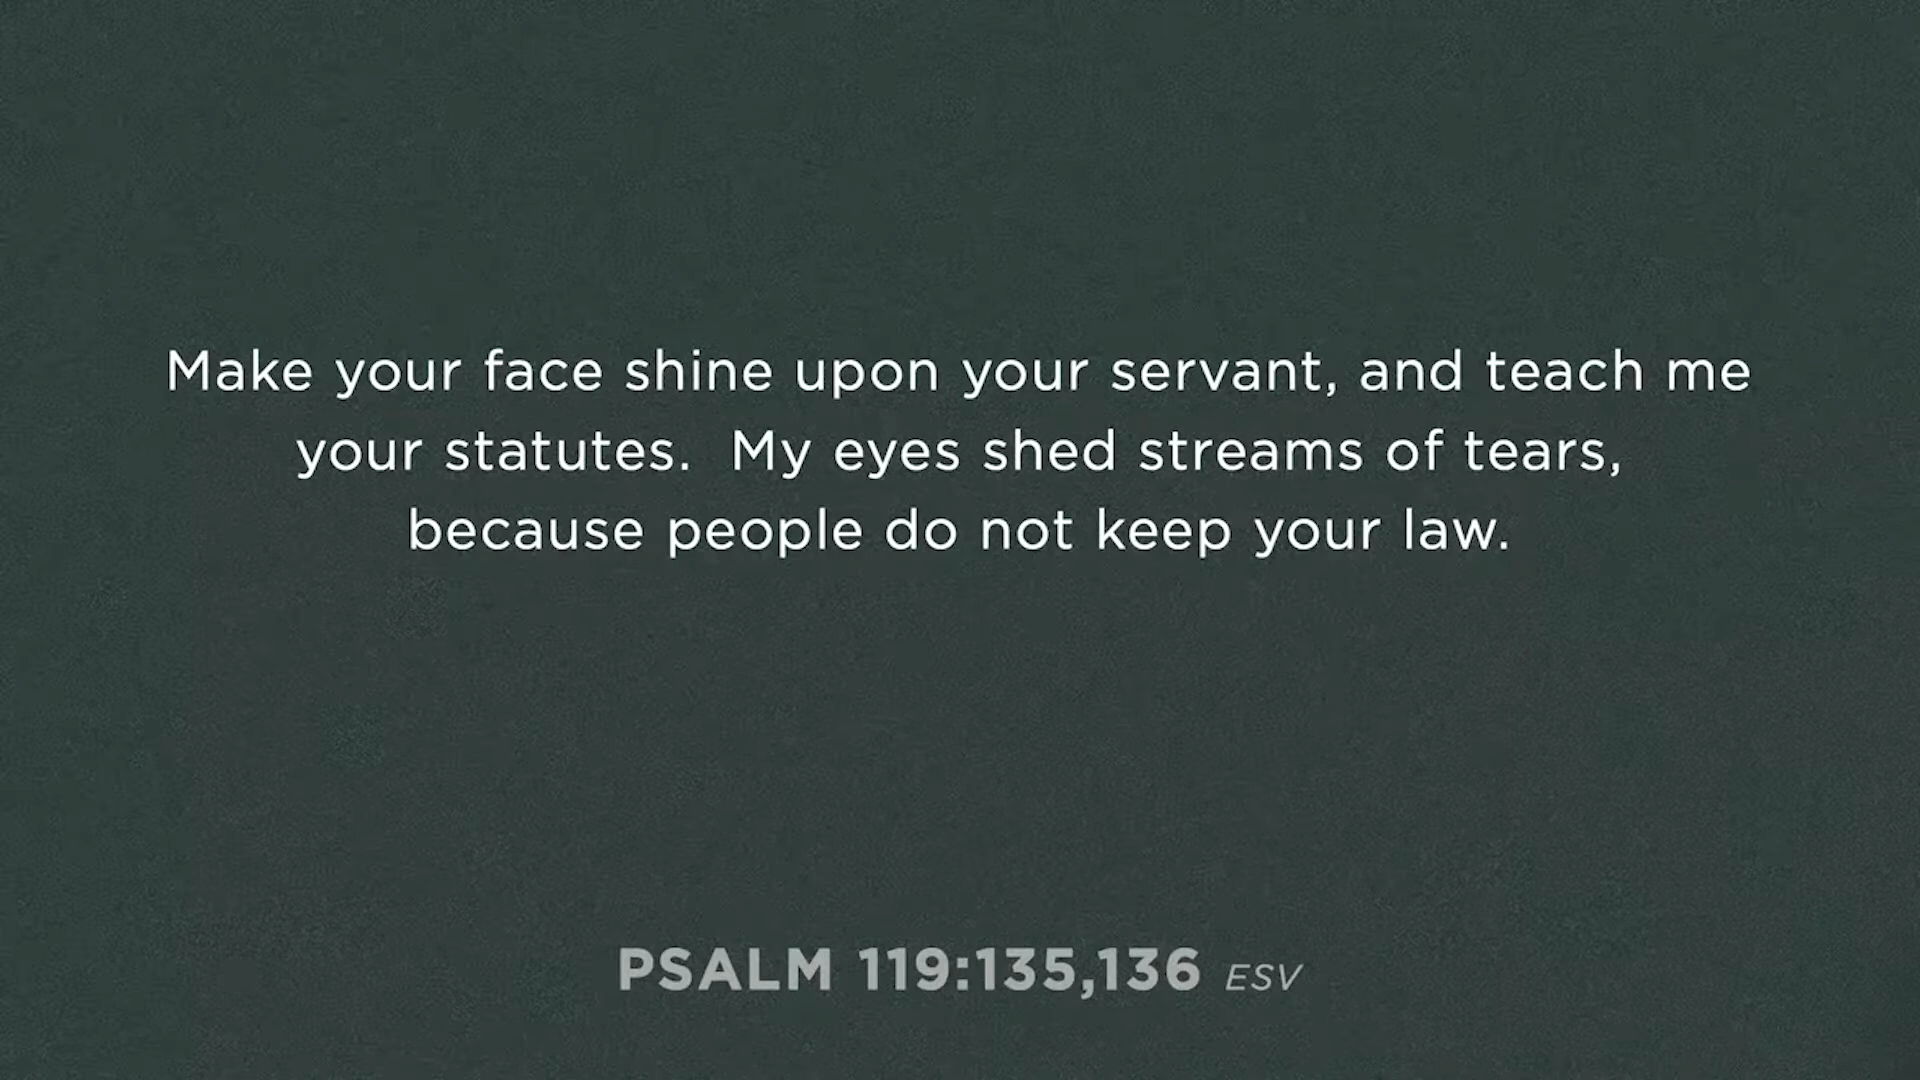 Make your face shine upon your servant, and teach me
your statutes.  My eyes shed streams of tears,
because people do not keep your law.
PSALM 119:135,136 ESV